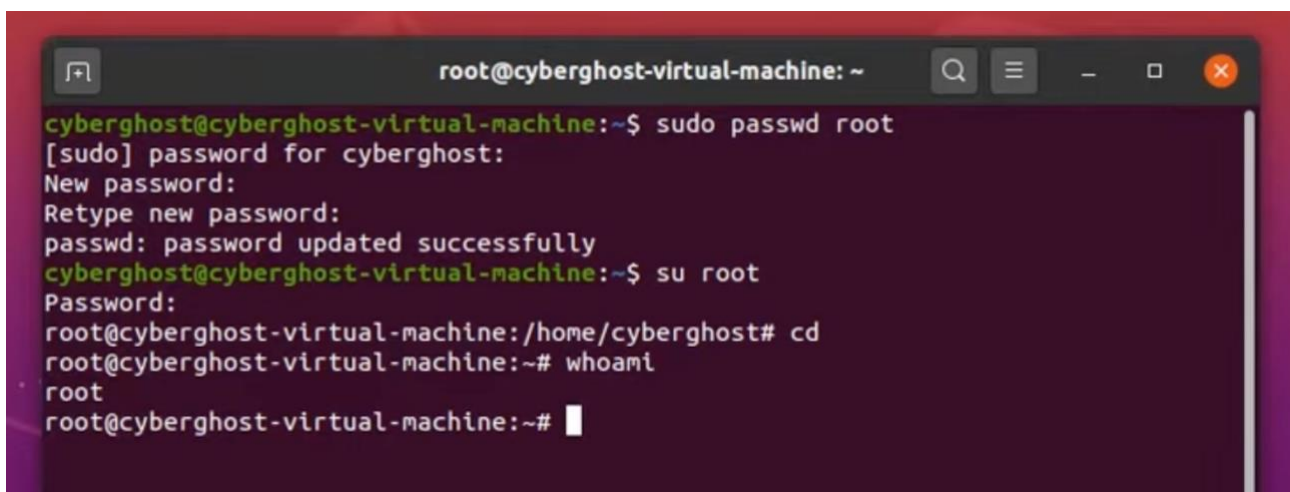 root@cyberghost-virtual-machine: ~
cyberghost@cyberghost-virtual-machine:~$ sudo passwd root
[sudo] password for cyberghost:
New password:
Retype new password:
passwd: password updated successfully
cyberghost@cyberghost-virtual-machine:~$ su root
Password:
root@cyberghost-virtual-machine:/home/cyberghost# cd
root@cyberghost-virtual-machine:~# whoami
root
root@cyberghost-virtual-machine:~#